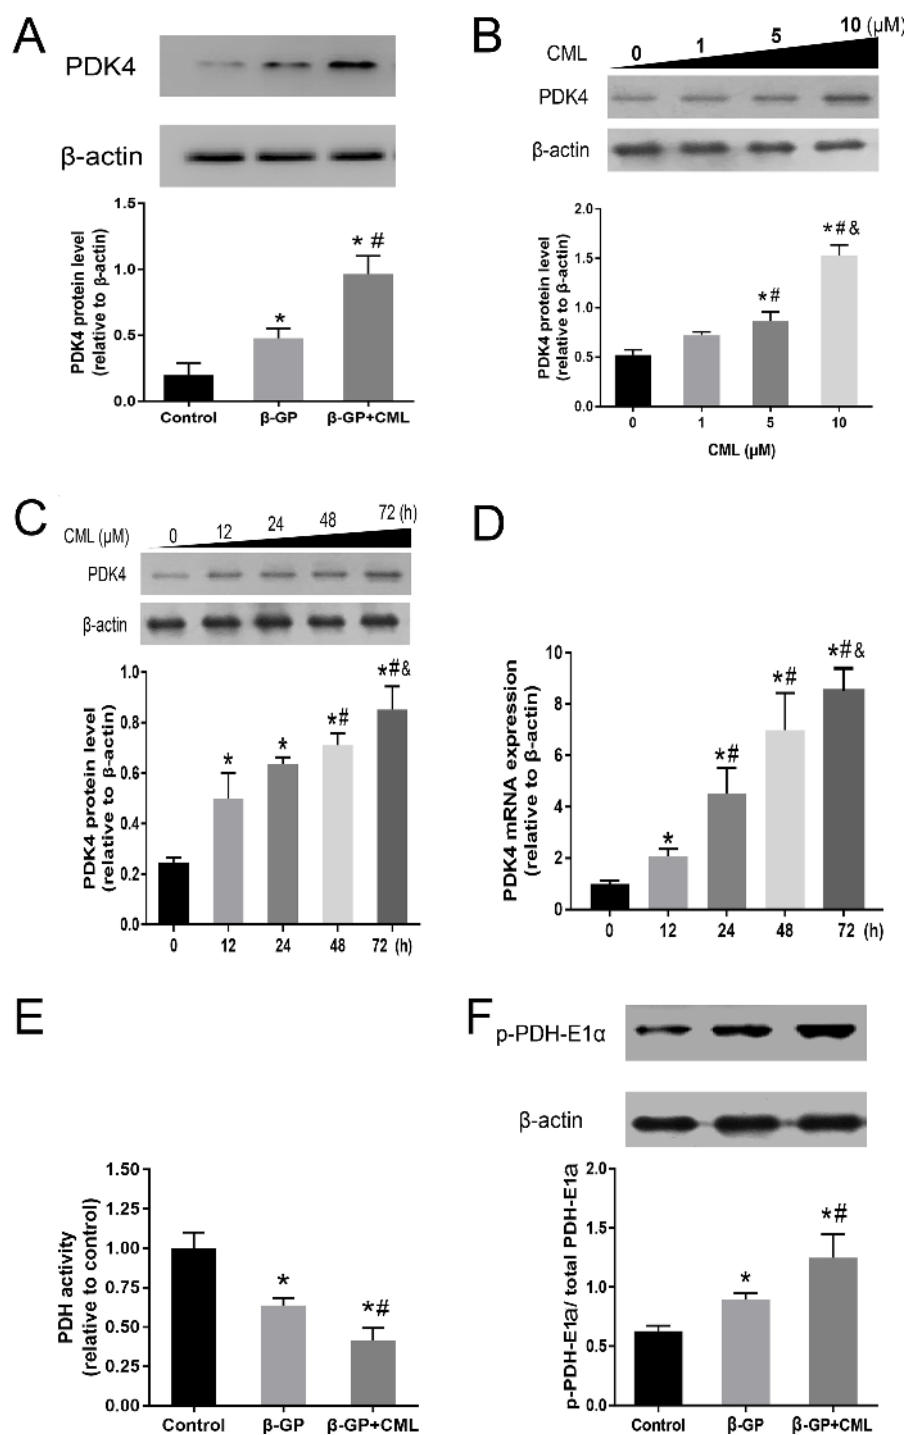 A
PDK4
β-actin
PDK4 protein level
(relative to β-actin)
1.5
1.0
0.5
0.0
*
* #
Control
β-GP
β-GP+CML
B
CML
0
1
5
10 (µM)
PDK4
β-actin
PDK4 protein level
(relative to β-actin)
2.0
1.5
1.0
0.5
0.0
*#
*#&
0
1
5
10
CML (µM)
C
CML (µM)
0
12
24
48
72 (h)
PDK4
β-actin
PDK4 protein level
(relative to β-actin)
1.0
0.8
0.6
0.4
0.2
0.0
*
*
*#
*#&
0
12
24
48
72 (h)
D
PDK4 mRNA expression
(relative to β-actin)
10
8
6
4
2
0
*
*#
*#
*#&
0
12
24
48
72 (h)
E
PDH activity
(relative to control)
1.50
1.25
1.00
0.75
0.50
0.25
0.00
*
*#
Control
β-GP
β-GP+CML
F
p-PDH-E1α
β-actin
p-PDH-E1a/ total PDH-E1a
2.0
1.5
1.0
0.5
0.0
*
*#
Control
β-GP
β-GP+CML